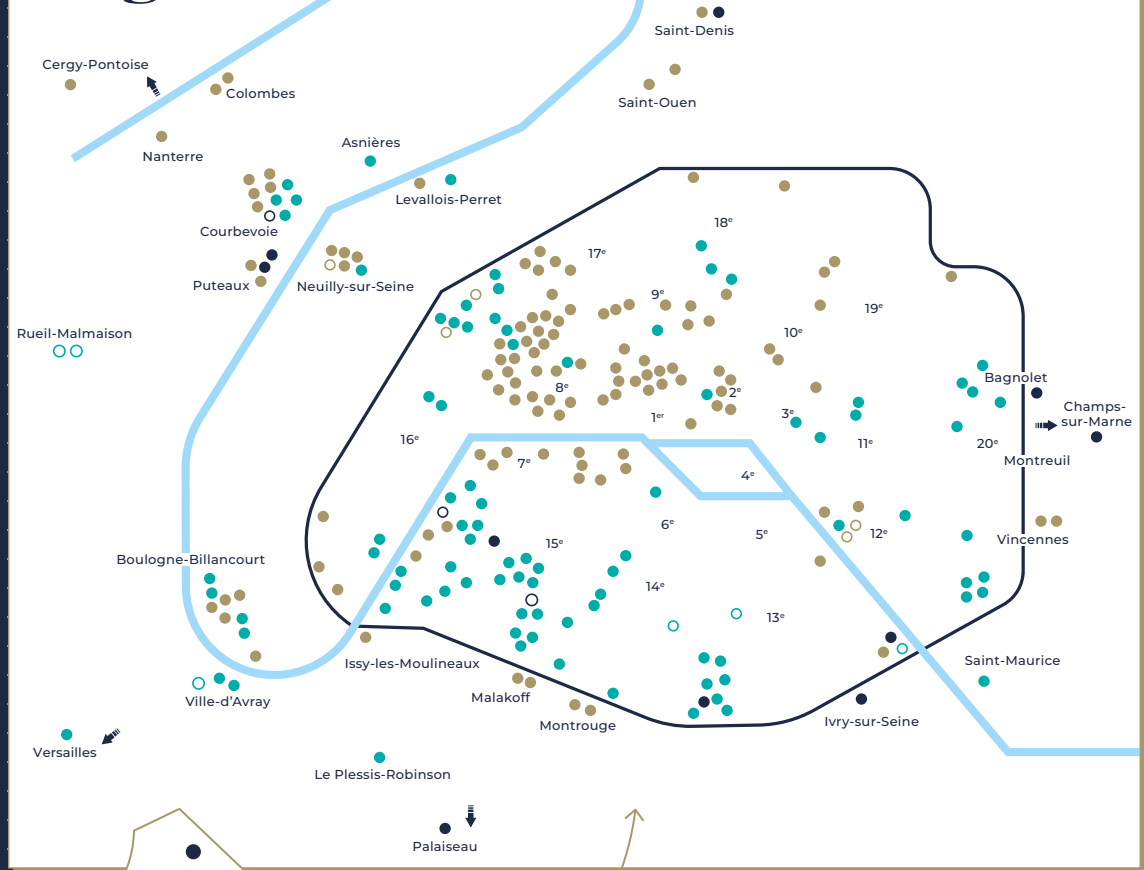 Saint-Denis
Cergy-Pontoise
Colombes
Saint-Ouen
Nanterre
Asnières
Levallois-Perret
Courbevoie
18e
17e
Puteaux
Neuilly-sur-Seine
9e
19e
Rueil-Malmaison
10e
Bagnolet
8e
2e
Champs-
sur-Marne
1er
3e
16e
11e
20e
7e
Montreuil
4e
6e
5e
12e
Vincennes
15e
Boulogne-Billancourt
14e
13e
Issy-les-Moulineaux
Saint-Maurice
Malakoff
Ville-d'Avray
Montrouge
Ivry-sur-Seine
Versailles
Le Plessis-Robinson
Palaiseau